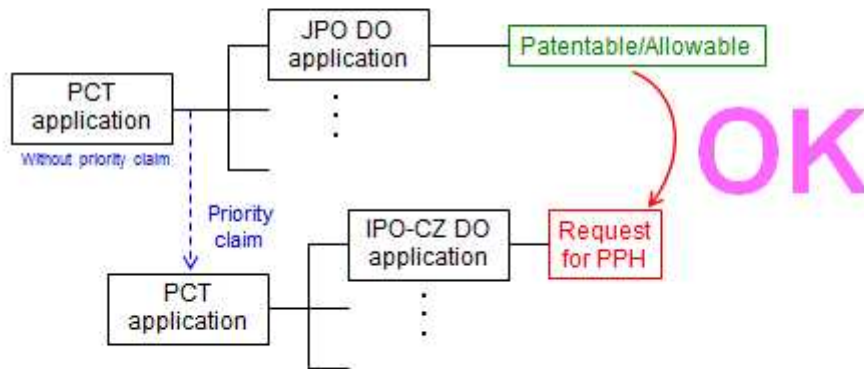 JPO DO
application
Patentable/Allowable
PCT
application
Without priority claim
OK
Priority
claim
IPO-CZ DO
application
Request
for PPH
PCT
application